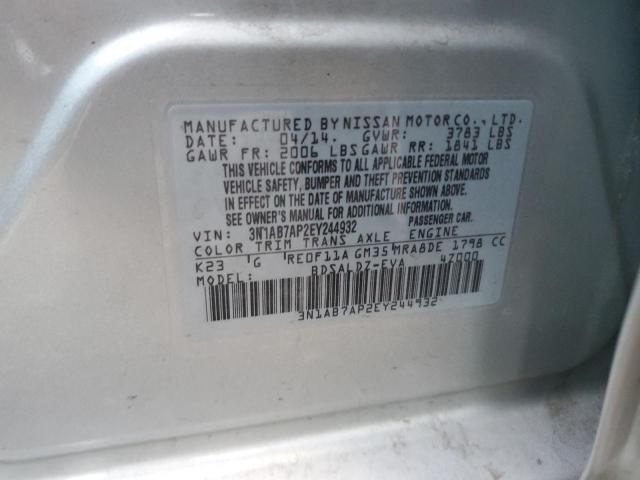 MANUFACTURED BY NISSAN MOTOR CO., LTD.
DATE: 04/14. GVWR: 3783 LBS
GAWR FR: 2006 LBS GAWR RR: 1841 LBS
THIS VEHICLE CONFORMS TO ALL APPLICABLE FEDERAL MOTOR
VEHICLE SAFETY, BUMPER AND THEFT PREVENTION STANDARDS
IN EFFECT ON THE DATE OF MANUFACTURE SHOWN ABOVE.
SEE OWNER'S MANUAL FOR ADDITIONAL INFORMATION.
VIN: 3N1AB7AP2EY244932 PASSENGER CAR.
COLOR TRIM TRANS AXLE ENGINE
K23 'G 'RE0F11A GM35'MRA8DE 1798 CC
MODEL: BDSALDZ-EVA 4Z000
3N1AB7AP2EY244932